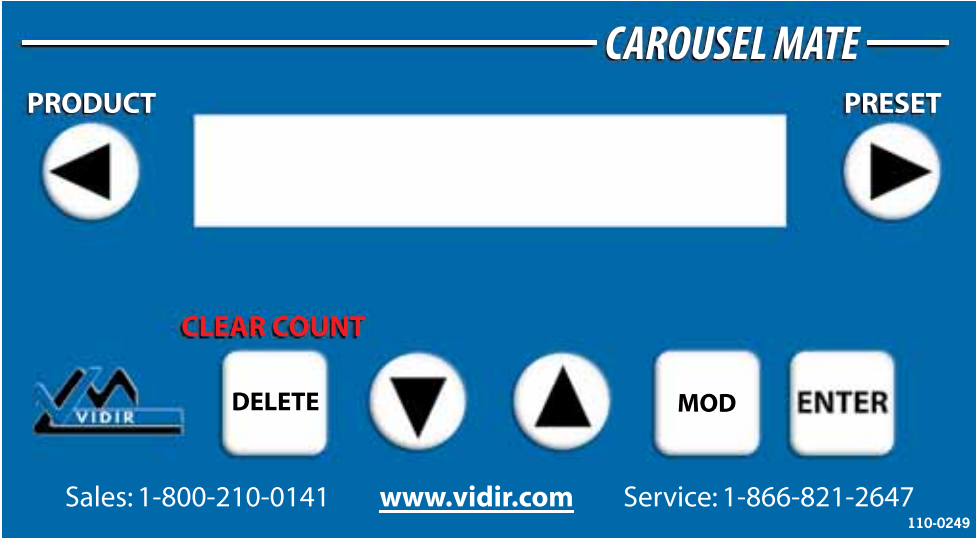 CAROUSEL MATE
PRODUCT
PRESET
CLEAR COUNT
VIDIR
DELETE
MOD
ENTER
Sales: 1-800-210-0141 www.vidir.com Service: 1-866-821-2647
110-0249